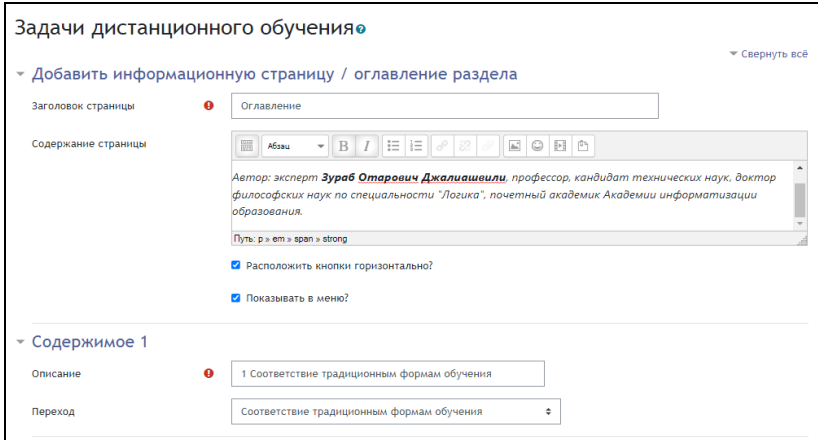 Задачи дистанционного обучения
Свернуть всё
Добавить информационную страницу / оглавление раздела
Заголовок страницы
Оглавление
Содержание страницы
Абзац
B I
Автор: эксперт Зураб Отарович Джалиашвили, профессор, кандидат технических наук, доктор
философских наук по специальности "Логика", почетный академик Академии информатизации
образования.
Путь: p » em » span » strong
Расположить кнопки горизонтально?
Показывать в меню?
Содержимое 1
Описание
1 Соответствие традиционным формам обучения
Переход
Соответствие традиционным формам обучения